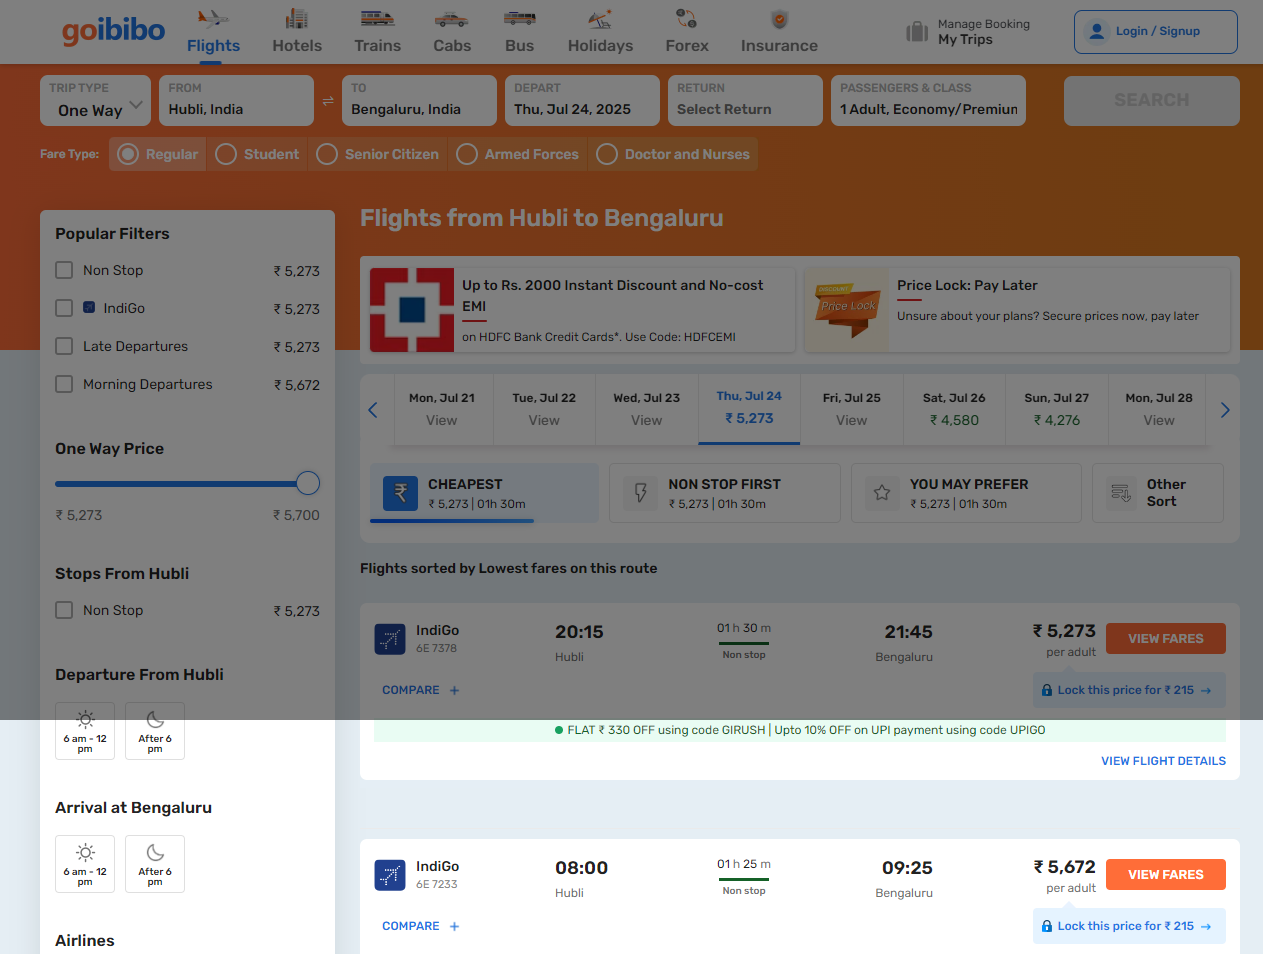 goibibo
Flights
Hotels
Trains
Cabs
Bus
Holidays
Forex
Insurance
Manage Booking
My Trips
Login / Signup
TRIP TYPE
One Way
FROM
Hubli, India
TO
Bengaluru, India
DEPART
Thu, Jul 24, 2025
RETURN
Select Return
PASSENGERS & CLASS
1 Adult, Economy/Premiun
SEARCH
Fare Type:
Regular
Student
Senior Citizen
Armed Forces
Doctor and Nurses
Popular Filters
Non Stop ₹ 5,273
IndiGo ₹ 5,273
Late Departures ₹ 5,273
Morning Departures ₹ 5,672
One Way Price
₹ 5,273 ₹ 5,700
Stops From Hubli
Non Stop ₹ 5,273
Departure From Hubli
6 am - 12
pm
After 6
pm
Arrival at Bengaluru
6 am - 12
pm
After 6
pm
Airlines
Flights from Hubli to Bengaluru
Up to Rs. 2000 Instant Discount and No-cost
EMI
on HDFC Bank Credit Cards*. Use Code: HDFCEMI
DISCOUNT
Price Lock
Price Lock: Pay Later
Unsure about your plans? Secure prices now, pay later
Mon, Jul 21
View
Tue, Jul 22
View
Wed, Jul 23
View
Thu, Jul 24
₹ 5,273
Fri, Jul 25
View
Sat, Jul 26
₹ 4,580
Sun, Jul 27
₹ 4,276
Mon, Jul 28
View
₹
CHEAPEST
₹ 5,273 | 01h 30m
NON STOP FIRST
₹ 5,273 | 01h 30m
YOU MAY PREFER
₹ 5,273 | 01h 30m
Other
Sort
Flights sorted by Lowest fares on this route
IndiGo
6E 7378
20:15
Hubli
01 h 30 m
Non stop
21:45
Bengaluru
₹ 5,273
per adult
VIEW FARES
COMPARE +
Lock this price for ₹ 215 →
FLAT ₹ 330 OFF using code GIRUSH | Upto 10% OFF on UPI payment using code UPIGO
VIEW FLIGHT DETAILS
IndiGo
6E 7233
08:00
Hubli
01 h 25 m
Non stop
09:25
Bengaluru
₹ 5,672
per adult
VIEW FARES
COMPARE +
Lock this price for ₹ 215 →